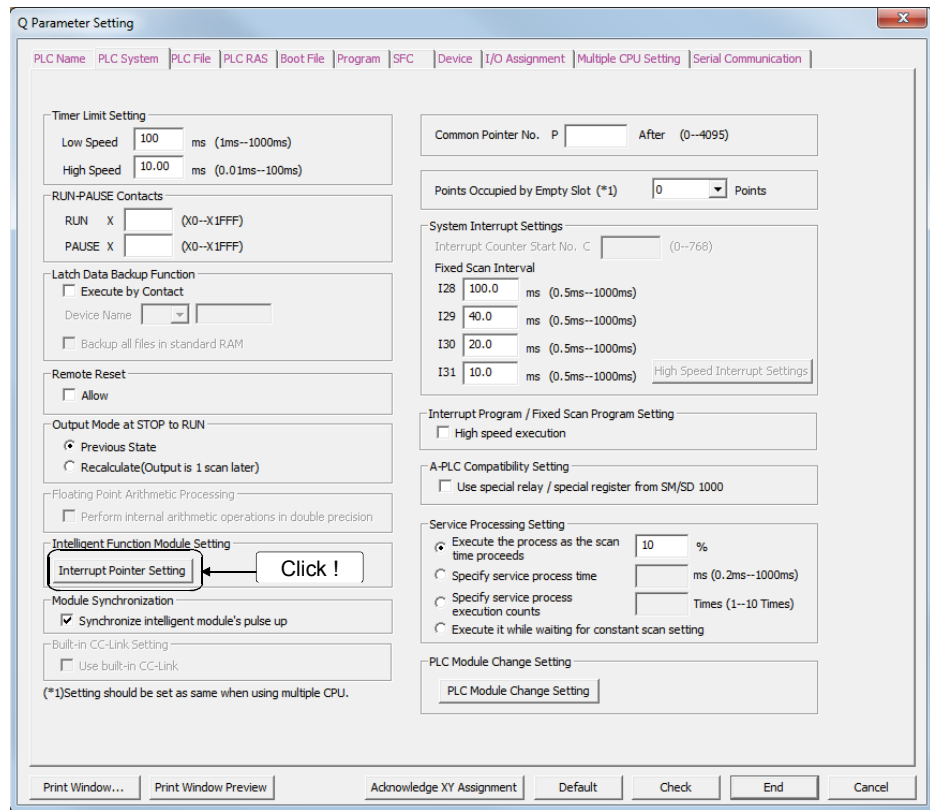 Q Parameter Setting
PLC Name PLC System PLC File PLC RAS Boot File Program SFC Device I/O Assignment Multiple CPU Setting Serial Communication
Timer Limit Setting
Low Speed 100 ms (1ms--1000ms)
High Speed 10.00 ms (0.01ms--100ms)
RUN-PAUSE Contacts
RUN X (X0--X1FFF)
PAUSE X (X0--X1FFF)
Latch Data Backup Function
Execute by Contact
Device Name
Backup all files in standard RAM
Remote Reset
Allow
Output Mode at STOP to RUN
Previous State
Recalculate(Output is 1 scan later)
Floating Point Arithmetic Processing
Perform internal arithmetic operations in double precision
Intelligent Function Module Setting
Interrupt Pointer Setting Click !
Module Synchronization
Synchronize intelligent module's pulse up
Built-in CC-Link Setting
Use built-in CC-Link
(*1)Setting should be set as same when using multiple CPU.
Common Pointer No. P After (0--4095)
Points Occupied by Empty Slot (*1) 0 Points
System Interrupt Settings
Interrupt Counter Start No. C (0--768)
Fixed Scan Interval
I28 100.0 ms (0.5ms--1000ms)
I29 40.0 ms (0.5ms--1000ms)
I30 20.0 ms (0.5ms--1000ms)
I31 10.0 ms (0.5ms--1000ms) High Speed Interrupt Settings
Interrupt Program / Fixed Scan Program Setting
High speed execution
A-PLC Compatibility Setting
Use special relay / special register from SM/SD 1000
Service Processing Setting
Execute the process as the scan
time proceeds 10 %
Specify service process time ms (0.2ms--1000ms)
Specify service process
execution counts Times (1--10 Times)
Execute it while waiting for constant scan setting
PLC Module Change Setting
PLC Module Change Setting
Print Window... Print Window Preview Acknowledge XY Assignment Default Check End Cancel